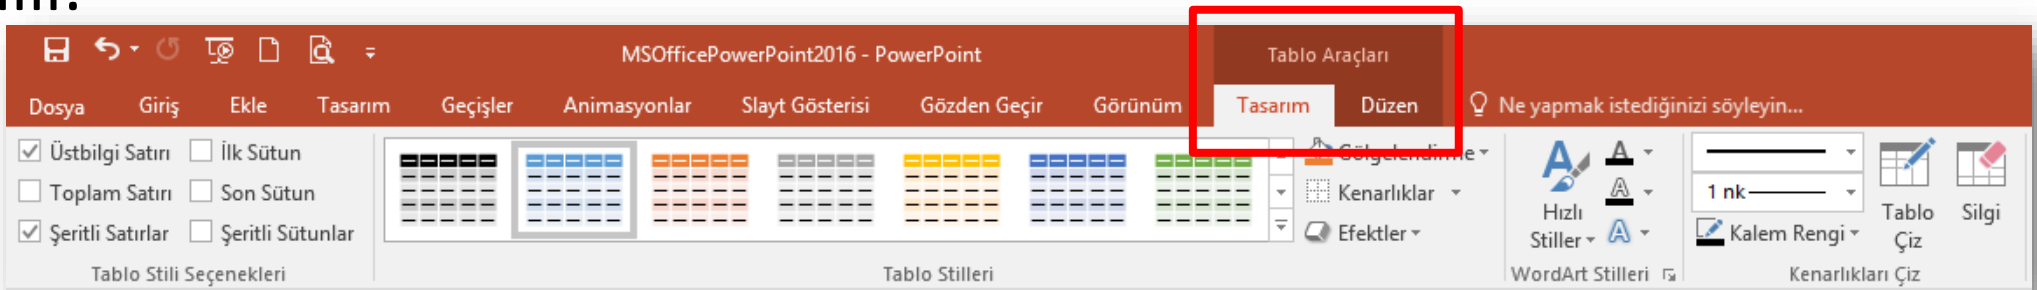 MSOfficePowerPoint2016 - PowerPoint
Tablo Araçları
Dosya Giriş Ekle Tasarım Geçişler Animasyonlar Slayt Gösterisi Gözden Geçir Görünüm Tasarım Düzen Ne yapmak istediğinizi söyleyin...
Üstbilgi Satırı İlk Sütun
Toplam Satırı Son Sütun
Şeritli Satırlar Şeritli Sütunlar
Tablo Stili Seçenekleri
Gölgelendirme
Kenarlıklar
Efektler
Tablo Stilleri
Hızlı
Stiller
WordArt Stilleri
1 nk
Kalem Rengi
Tablo
Çiz
Silgi
Kenarlıkları Çiz